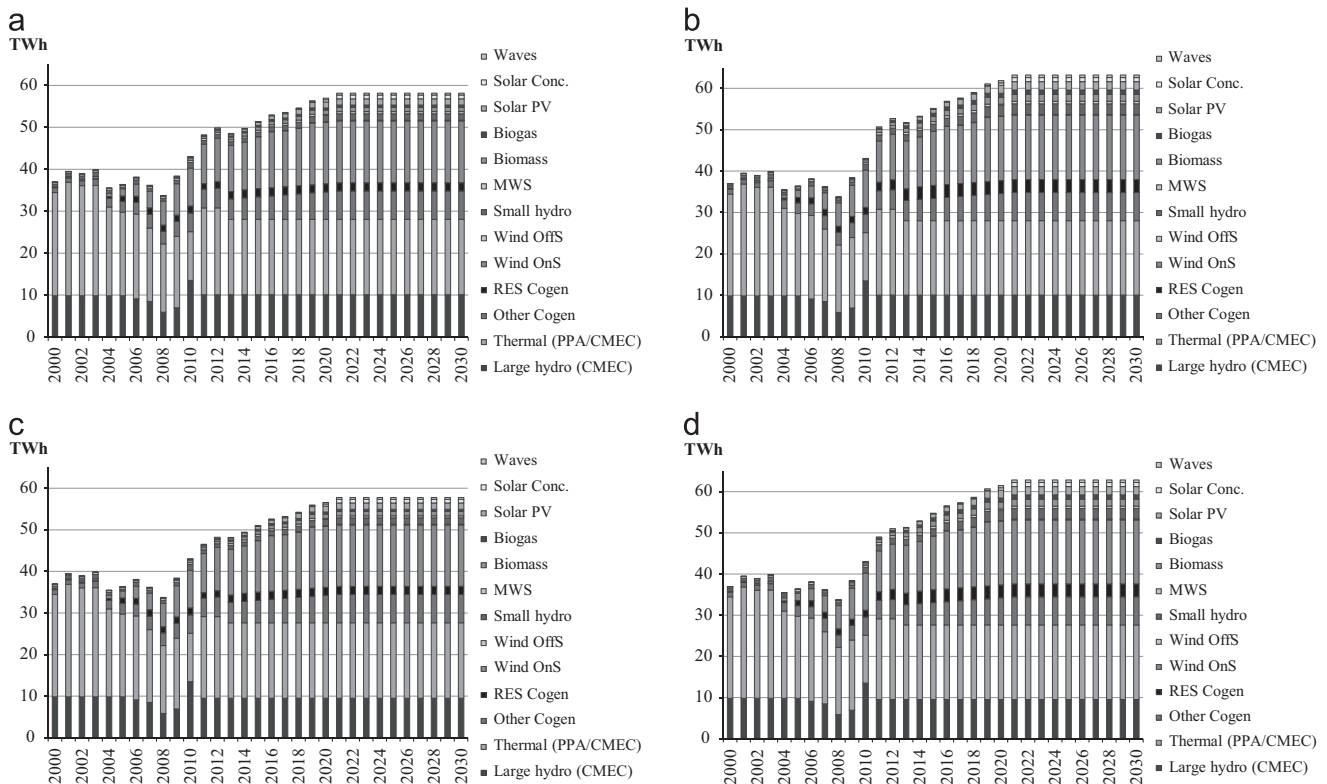 a
TWh
60
50
40
30
20
10
0
2000
2002
2004
2006
2008
2010
2012
2014
2016
2018
2020
2022
2024
2026
2028
2030
Waves
Solar Conc.
Solar PV
Biogas
Biomass
MWS
Small hydro
Wind OffS
Wind OnS
RES Cogen
Other Cogen
Thermal (PPA/CMEC)
Large hydro (CMEC)
b
TWh
60
50
40
30
20
10
0
2000
2002
2004
2006
2008
2010
2012
2014
2016
2018
2020
2022
2024
2026
2028
2030
Waves
Solar Conc.
Solar PV
Biogas
Biomass
MWS
Small hydro
Wind OffS
Wind OnS
RES Cogen
Other Cogen
Thermal (PPA/CMEC)
Large hydro (CMEC)
c
TWh
60
50
40
30
20
10
0
2000
2002
2004
2006
2008
2010
2012
2014
2016
2018
2020
2022
2024
2026
2028
2030
Waves
Solar Conc.
Solar PV
Biogas
Biomass
MWS
Small hydro
Wind OffS
Wind OnS
RES Cogen
Other Cogen
Thermal (PPA/CMEC)
Large hydro (CMEC)
d
TWh
60
50
40
30
20
10
0
2000
2002
2004
2006
2008
2010
2012
2014
2016
2018
2020
2022
2024
2026
2028
2030
Waves
Solar Conc.
Solar PV
Biogas
Biomass
MWS
Small hydro
Wind OffS
Wind OnS
RES Cogen
Other Cogen
Thermal (PPA/CMEC)
Large hydro (CMEC)